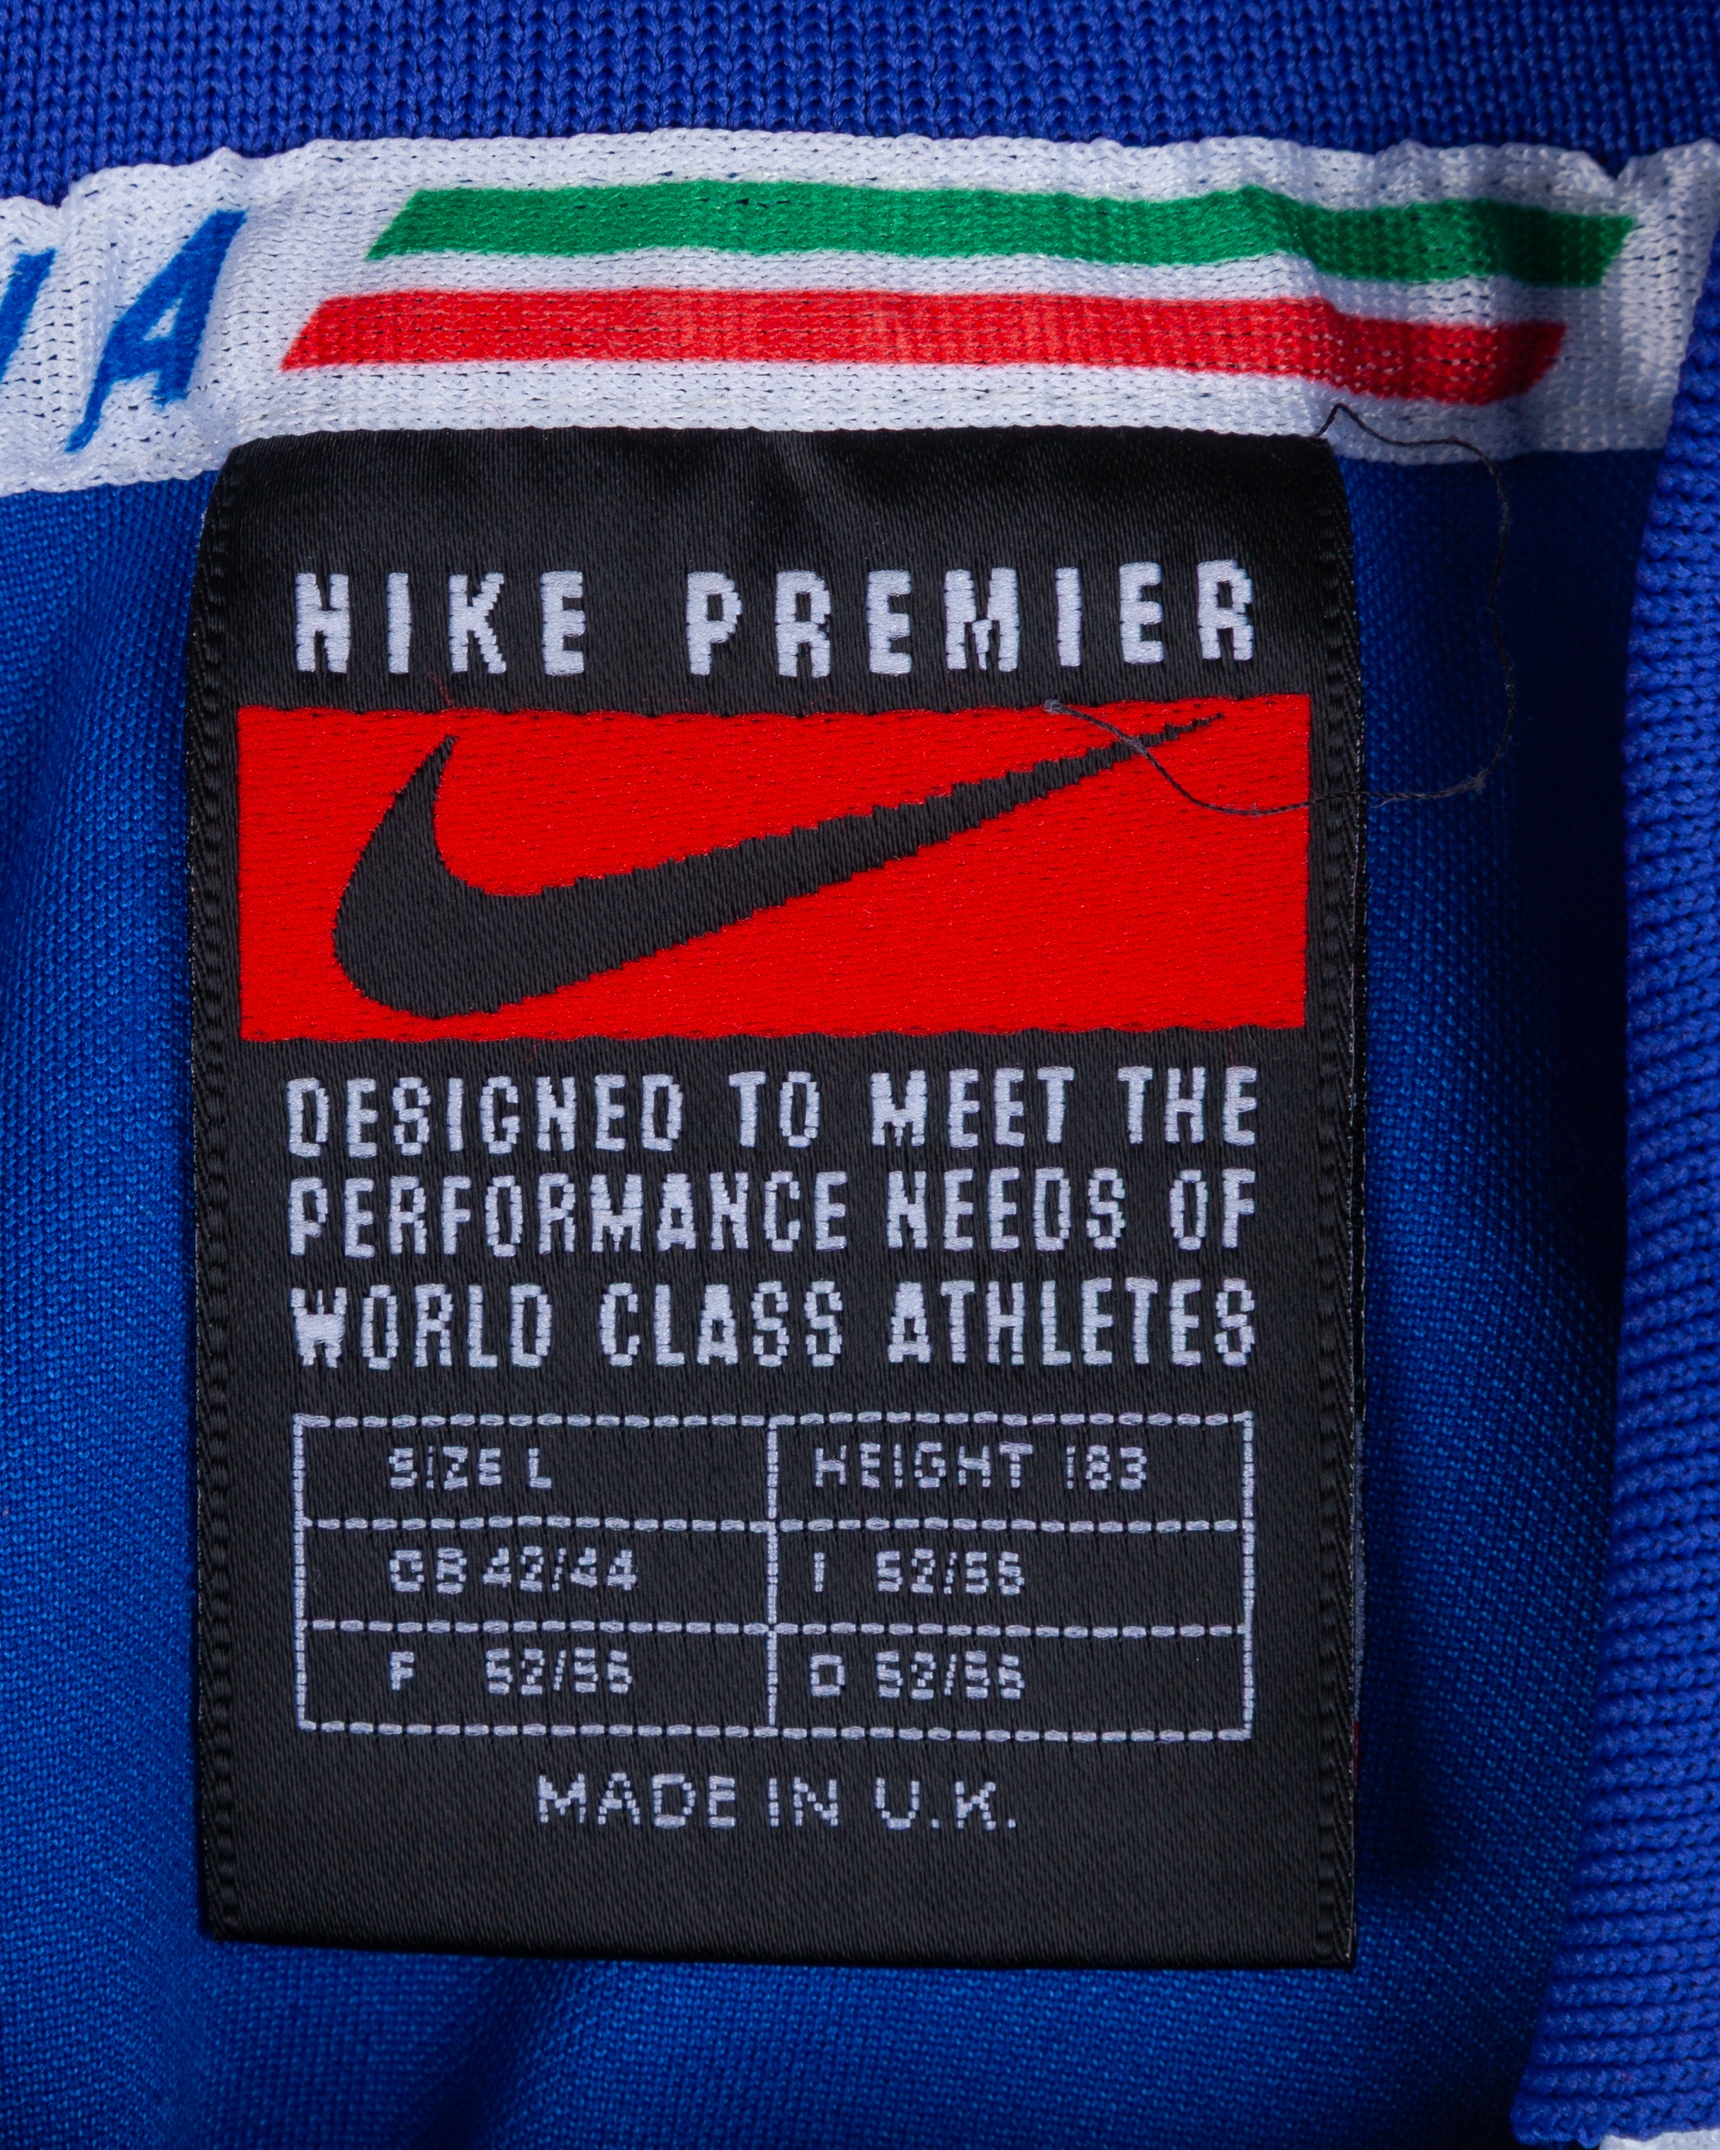 IA
NIKE PREMIER
DESIGNED TO MEET THE
PERFORMANCE NEEDS OF
WORLD CLASS ATHLETES
SIZE L HEIGHT 183
GB 42/44 I 52/56
F 52/56 D 52/56
MADE IN U.K.